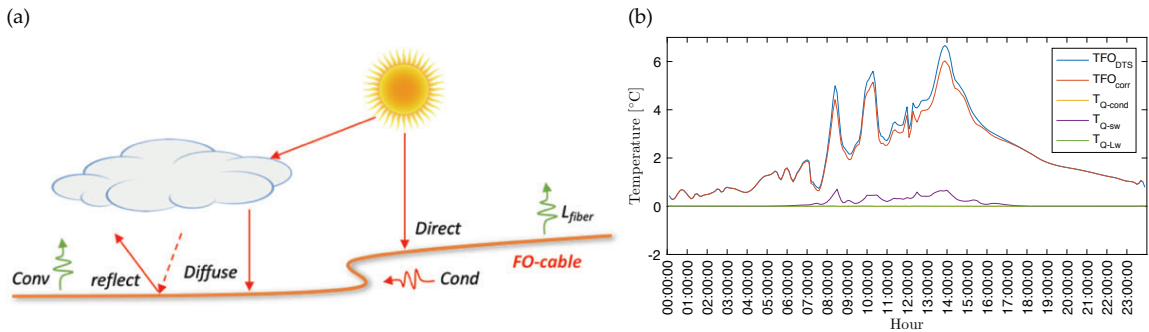 (a)
Direct
L_fiber
Conv
reflect
Diffuse
Cond
FO-cable
(b)
Temperature [°C]
6
4
2
0
-2
TFO_DTS
TFO_corr
T_Q-cond
T_Q-sw
T_Q-Lw
00:00:00
01:00:00
02:00:00
03:00:00
04:00:00
05:00:00
06:00:00
07:00:00
08:00:00
09:00:00
10:00:00
11:00:00
12:00:00
13:00:00
14:00:00
15:00:00
16:00:00
17:00:00
18:00:00
19:00:00
20:00:00
21:00:00
22:00:00
23:00:00
Hour